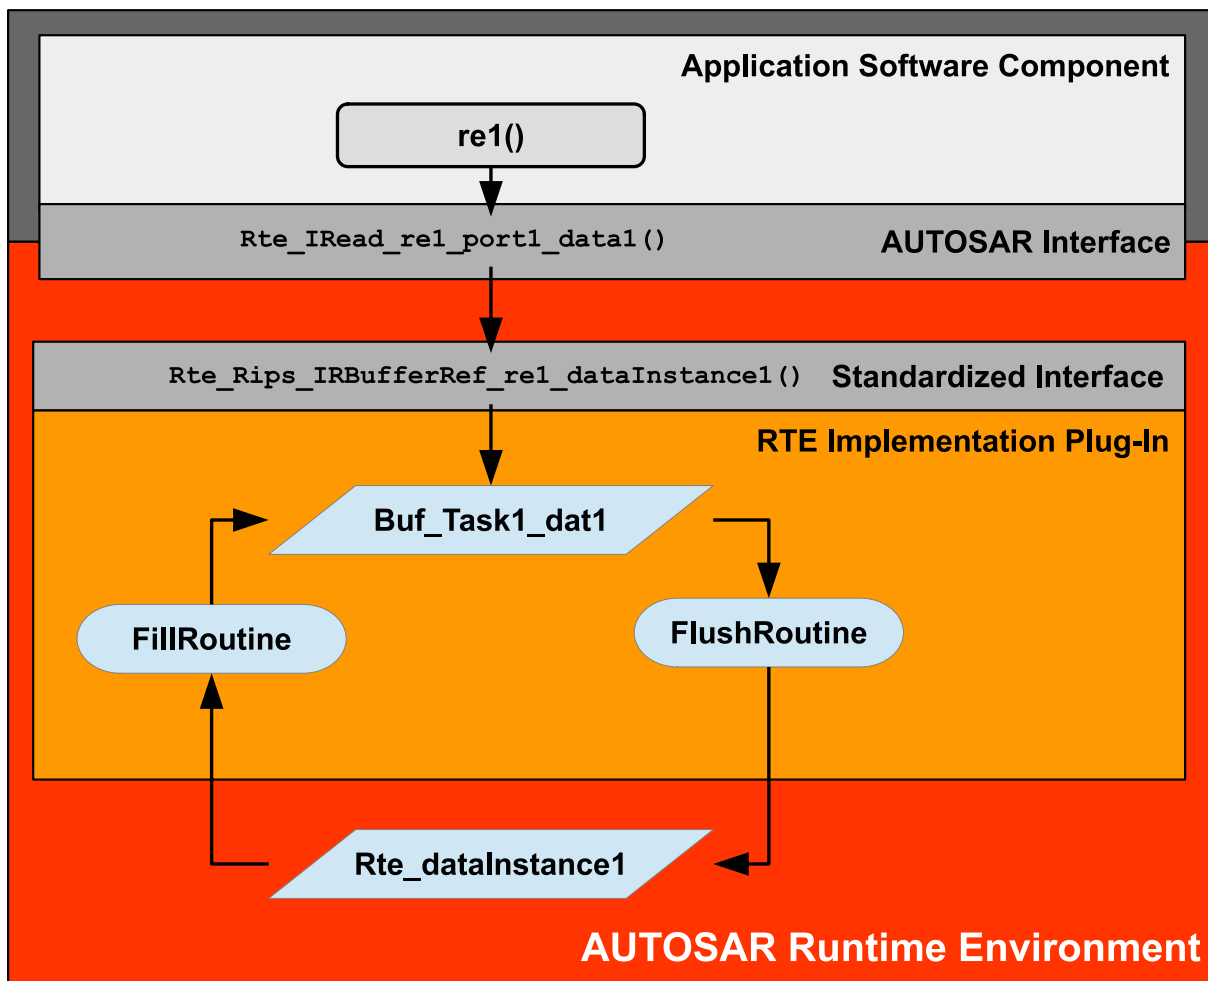 Application Software Component
re1()
Rte_IRead_re1_port1_data1()
AUTOSAR Interface
Rte_Rips_IRBufferRef_re1_dataInstance1()
Standardized Interface
RTE Implementation Plug-In
Buf_Task1_dat1
FillRoutine
FlushRoutine
Rte_dataInstance1
AUTOSAR Runtime Environment